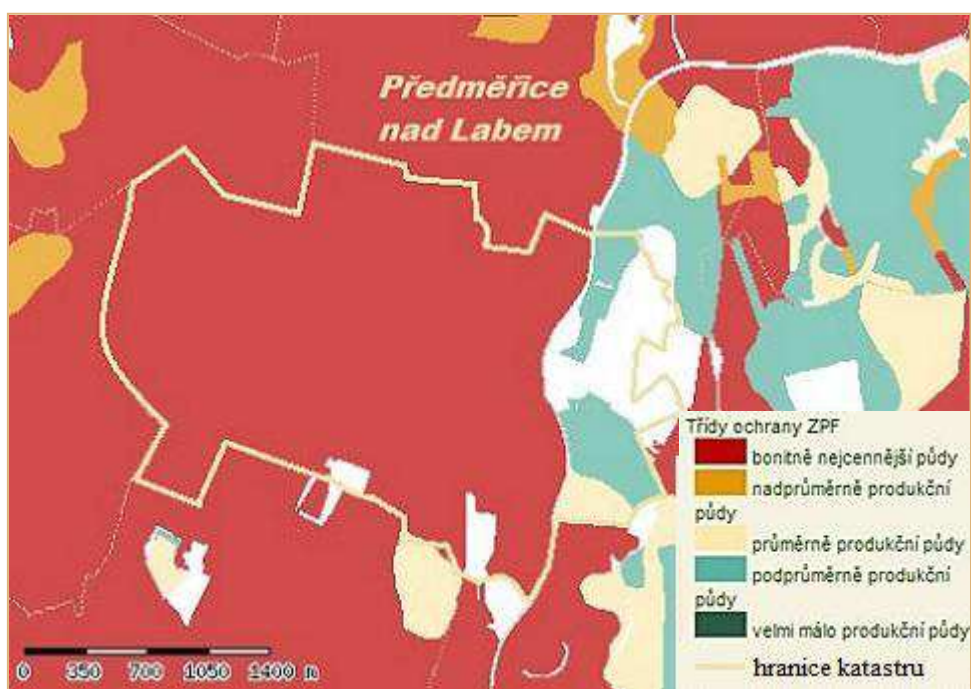 Předměřice
nad Labem
Třídy ochrany ZPF
bonitně nejcennější půdy
nadprůměrně produkční
půdy
průměrně produkční půdy
podprůměrně produkční
půdy
velmi málo produkční půdy
hranice katastru
0 350 700 1050 1400 m